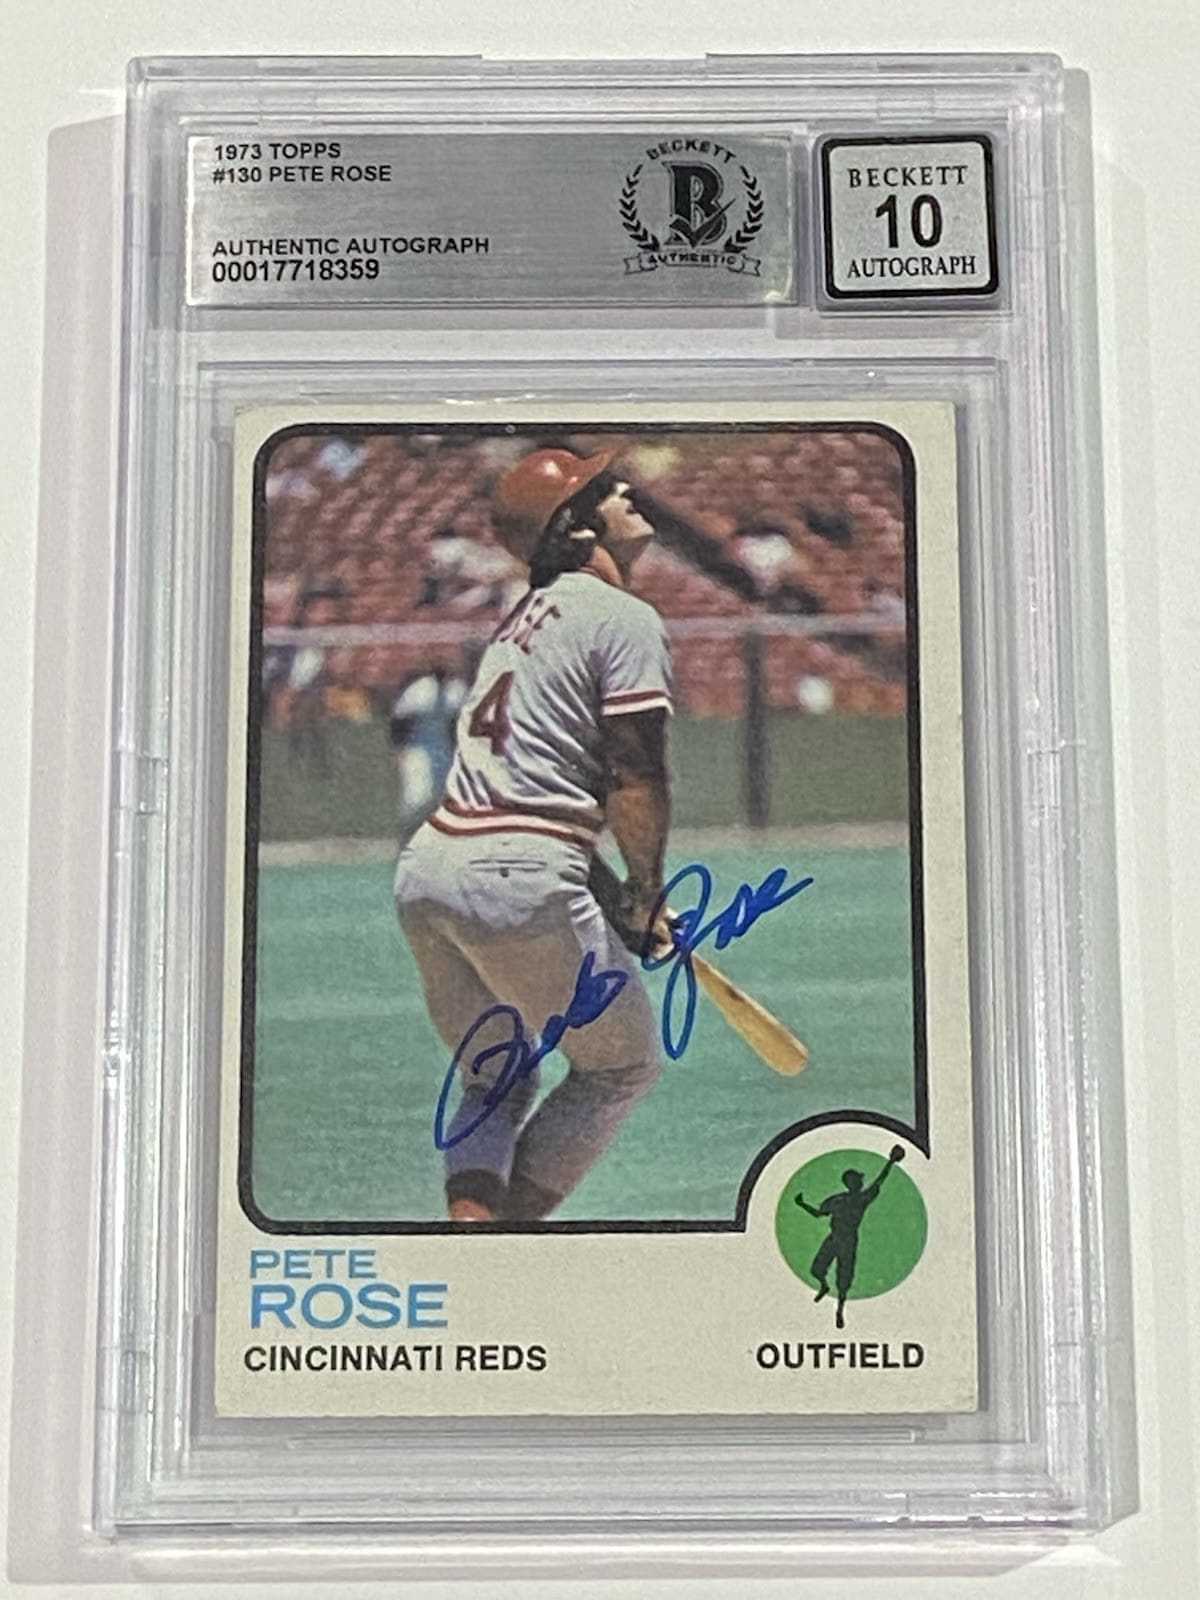 1973 TOPPS
#130 PETE ROSE
AUTHENTIC AUTOGRAPH
00017718359
BECKETT
B
AUTHENTIC
BECKETT
10
AUTOGRAPH
4
Pete Rose
PETE
ROSE
CINCINNATI REDS
OUTFIELD